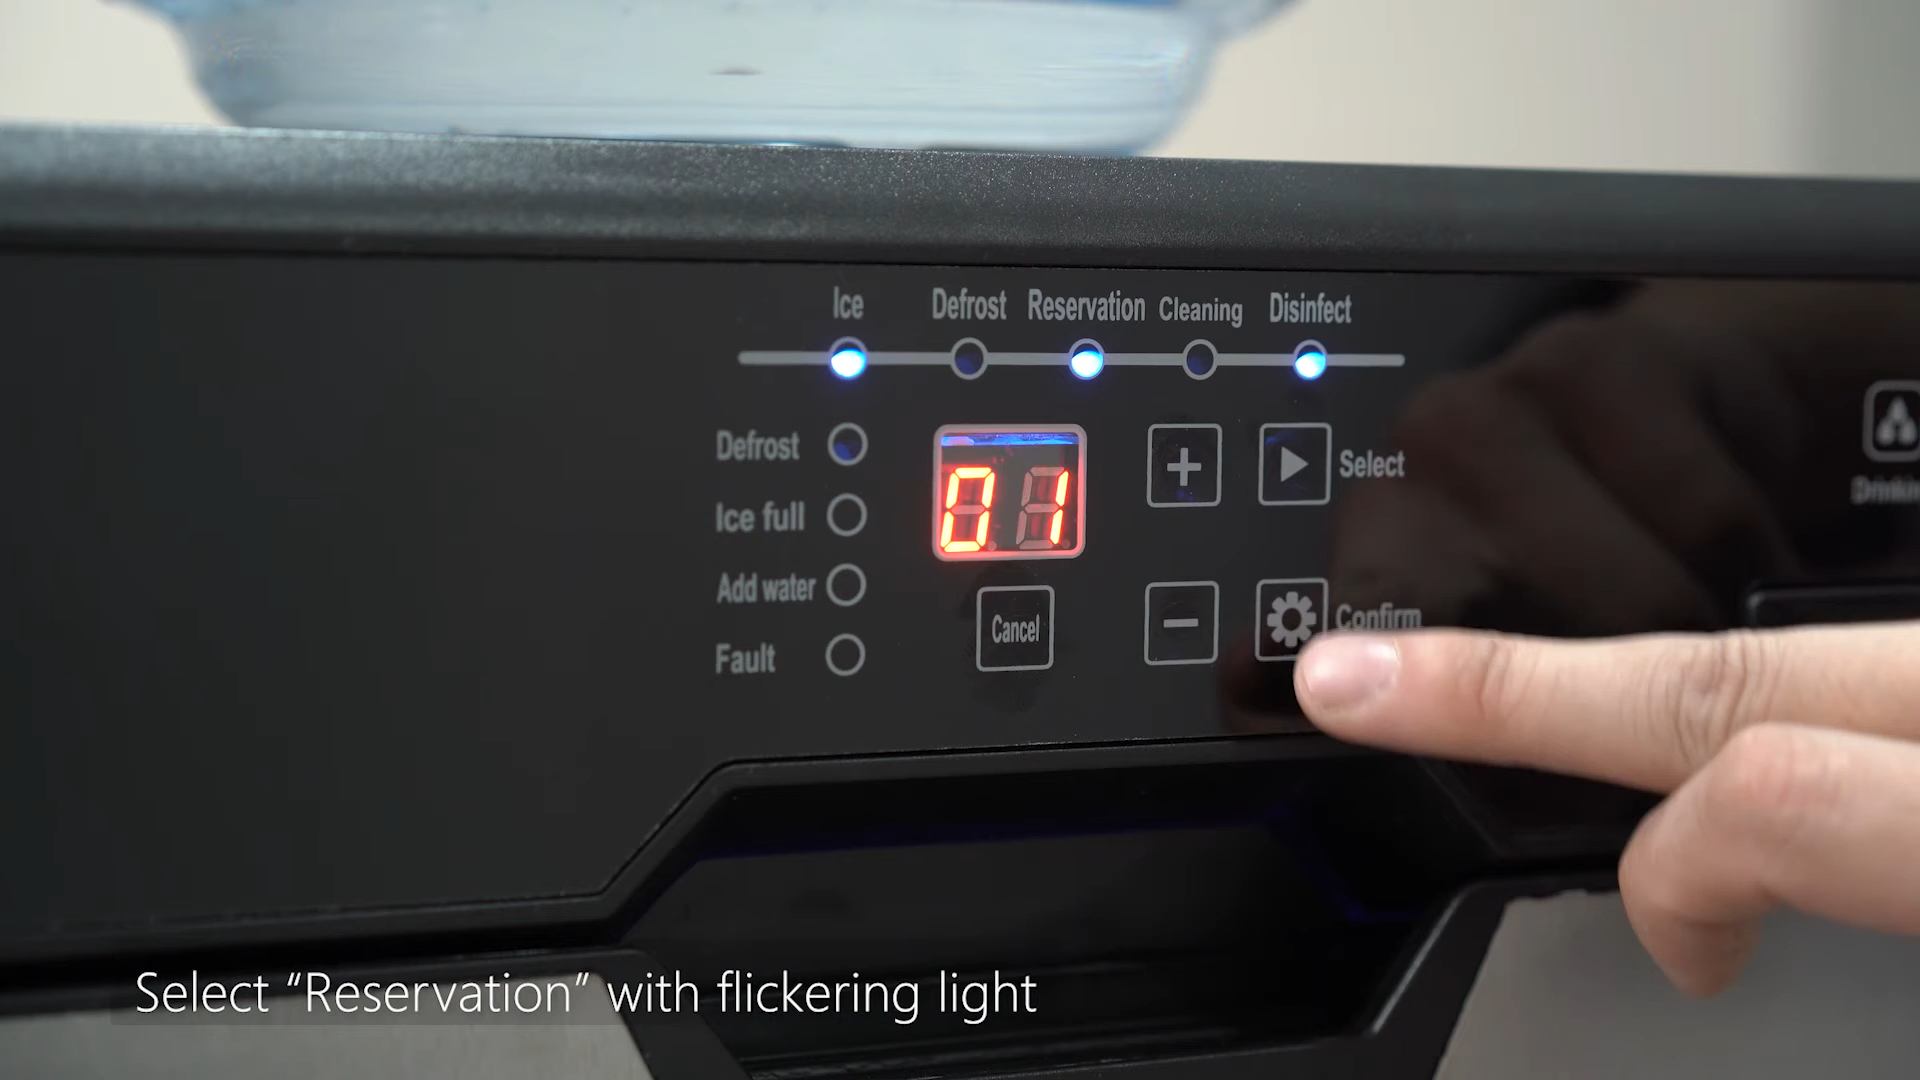 Ice Defrost Reservation Cleaning Disinfect
Defrost
Ice full
Add water
Fault
01
Cancel
+
−
Select
Confirm
Select “Reservation” with flickering light